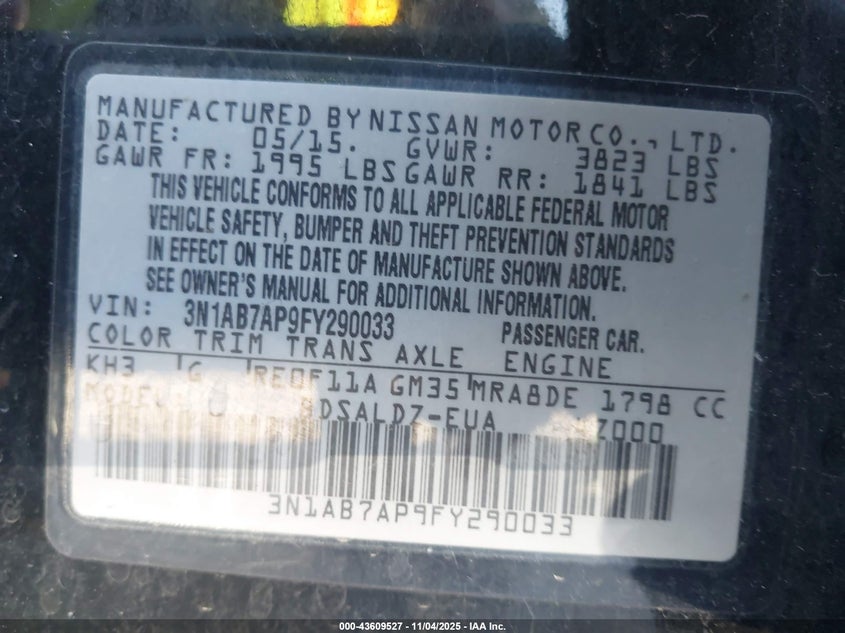 MANUFACTURED BY NISSAN MOTOR CO., LTD.
DATE: 05/15. GVWR: 3823 LBS
GAWR FR: 1995 LBS GAWR RR: 1841 LBS
THIS VEHICLE CONFORMS TO ALL APPLICABLE FEDERAL MOTOR
VEHICLE SAFETY, BUMPER AND THEFT PREVENTION STANDARDS
IN EFFECT ON THE DATE OF MANUFACTURE SHOWN ABOVE.
SEE OWNER'S MANUAL FOR ADDITIONAL INFORMATION.
VIN: 3N1AB7AP9FY290033 PASSENGER CAR.
COLOR TRIM TRANS AXLE ENGINE
KH3 G RE0F11A GM35 MRA8DE 1798 CC
MODEL DSALDZ-EUA Z000
3N1AB7AP9FY290033
000-43609527 - 11/04/2025 - IAA Inc.